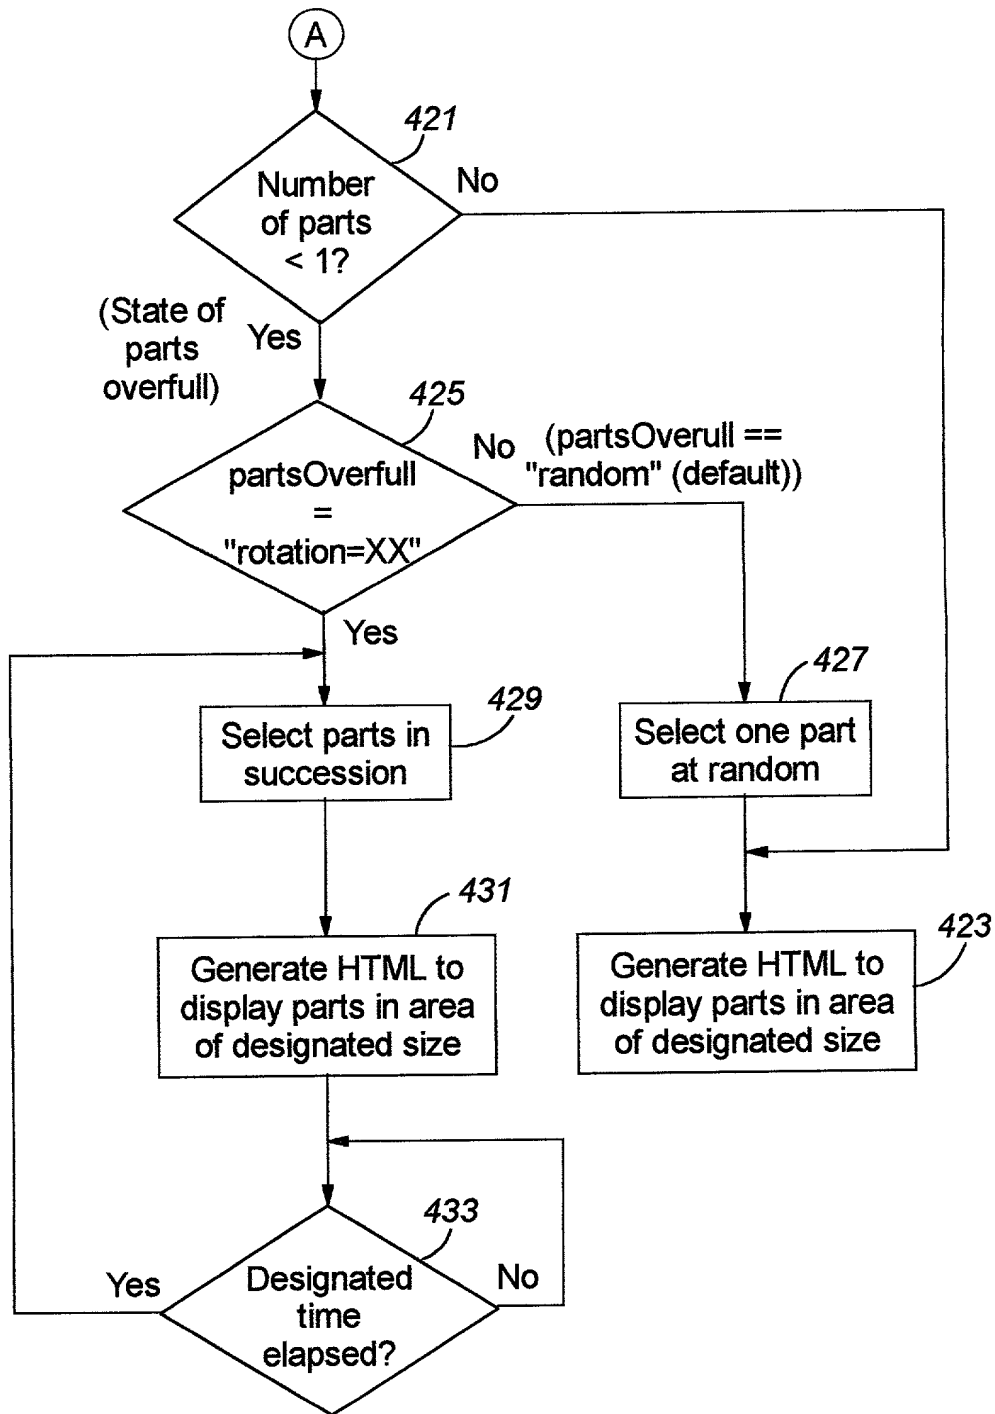 A
421
Number
of parts
< 1?
No
(State of
parts
overfull)
Yes
425
partsOverfull
=
"rotation=XX"
No
(partsOverull ==
"random" (default))
Yes
429
Select parts in
succession
427
Select one part
at random
431
Generate HTML to
display parts in area
of designated size
423
Generate HTML to
display parts in area
of designated size
433
Designated
time
elapsed?
Yes
No